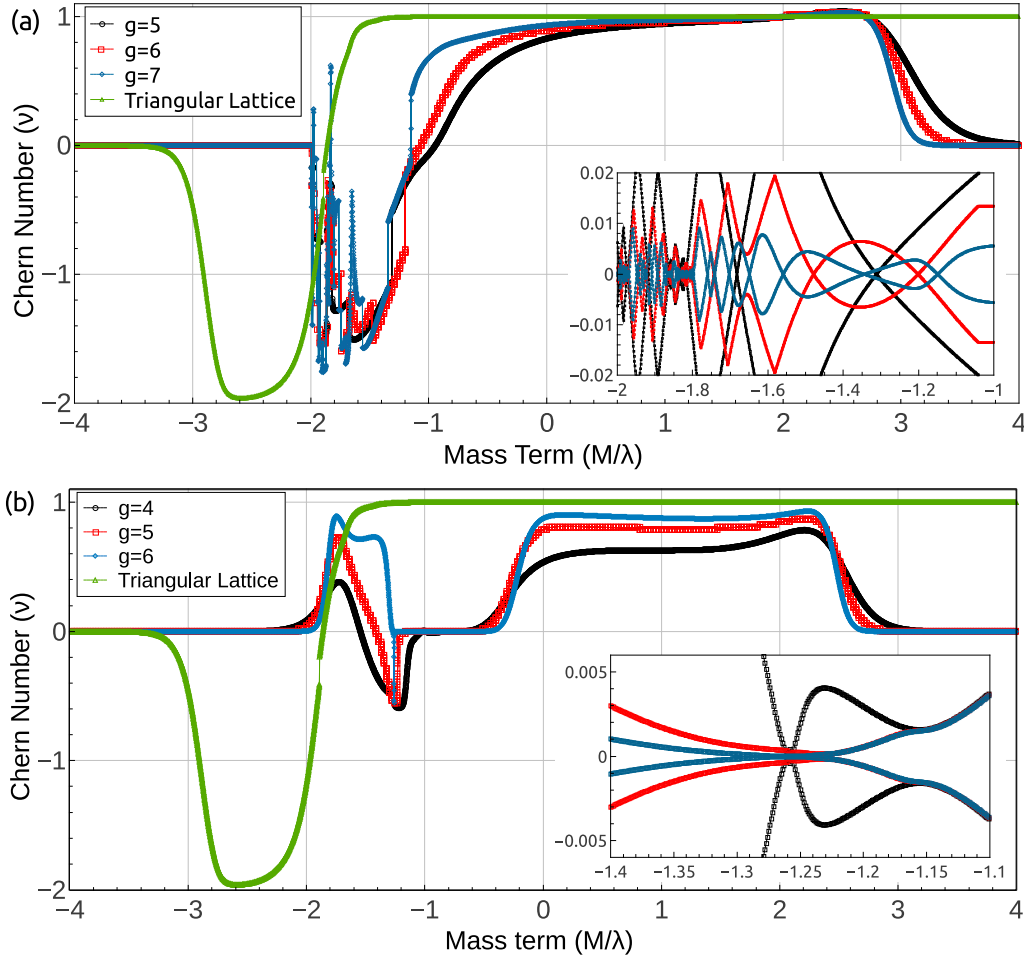 (a)
g=5
g=6
g=7
Triangular Lattice
Chern Number (ν)
1
0
−1
−2
0.02
0.01
0
−0.01
−0.02
−2 −1.8 −1.6 −1.4 −1.2 −1
−4 −3 −2 −1 0 1 2 3 4
Mass Term (M/λ)
(b)
g=4
g=5
g=6
Triangular Lattice
Chern Number (ν)
1
0
−1
−2
0.005
0
−0.005
−1.4 −1.35 −1.3 −1.25 −1.2 −1.15 −1.1
−4 −3 −2 −1 0 1 2 3 4
Mass term (M/λ)